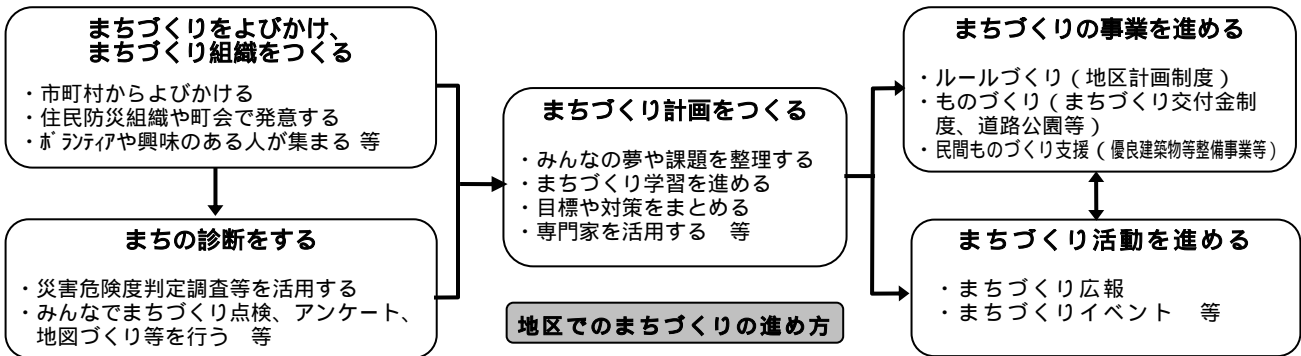 まちづくりをよびかけ、
まちづくり組織をつくる
・市町村からよびかける
・住民防災組織や町会で発意する
・ﾎﾞﾗﾝﾃｨｱや興味のある人が集まる 等
まちの診断をする
・災害危険度判定調査等を活用する
・みんなでまちづくり点検、アンケート、
地図づくり等を行う　等
まちづくり計画をつくる
・みんなの夢や課題を整理する
・まちづくり学習を進める
・目標や対策をまとめる
・専門家を活用する　等
地区でのまちづくりの進め方
まちづくりの事業を進める
・ルールづくり（地区計画制度）
・ものづくり（まちづくり交付金制
度、道路公園等）
・民間ものづくり支援（優良建築物等整備事業等）
まちづくり活動を進める
・まちづくり広報
・まちづくりイベント　等